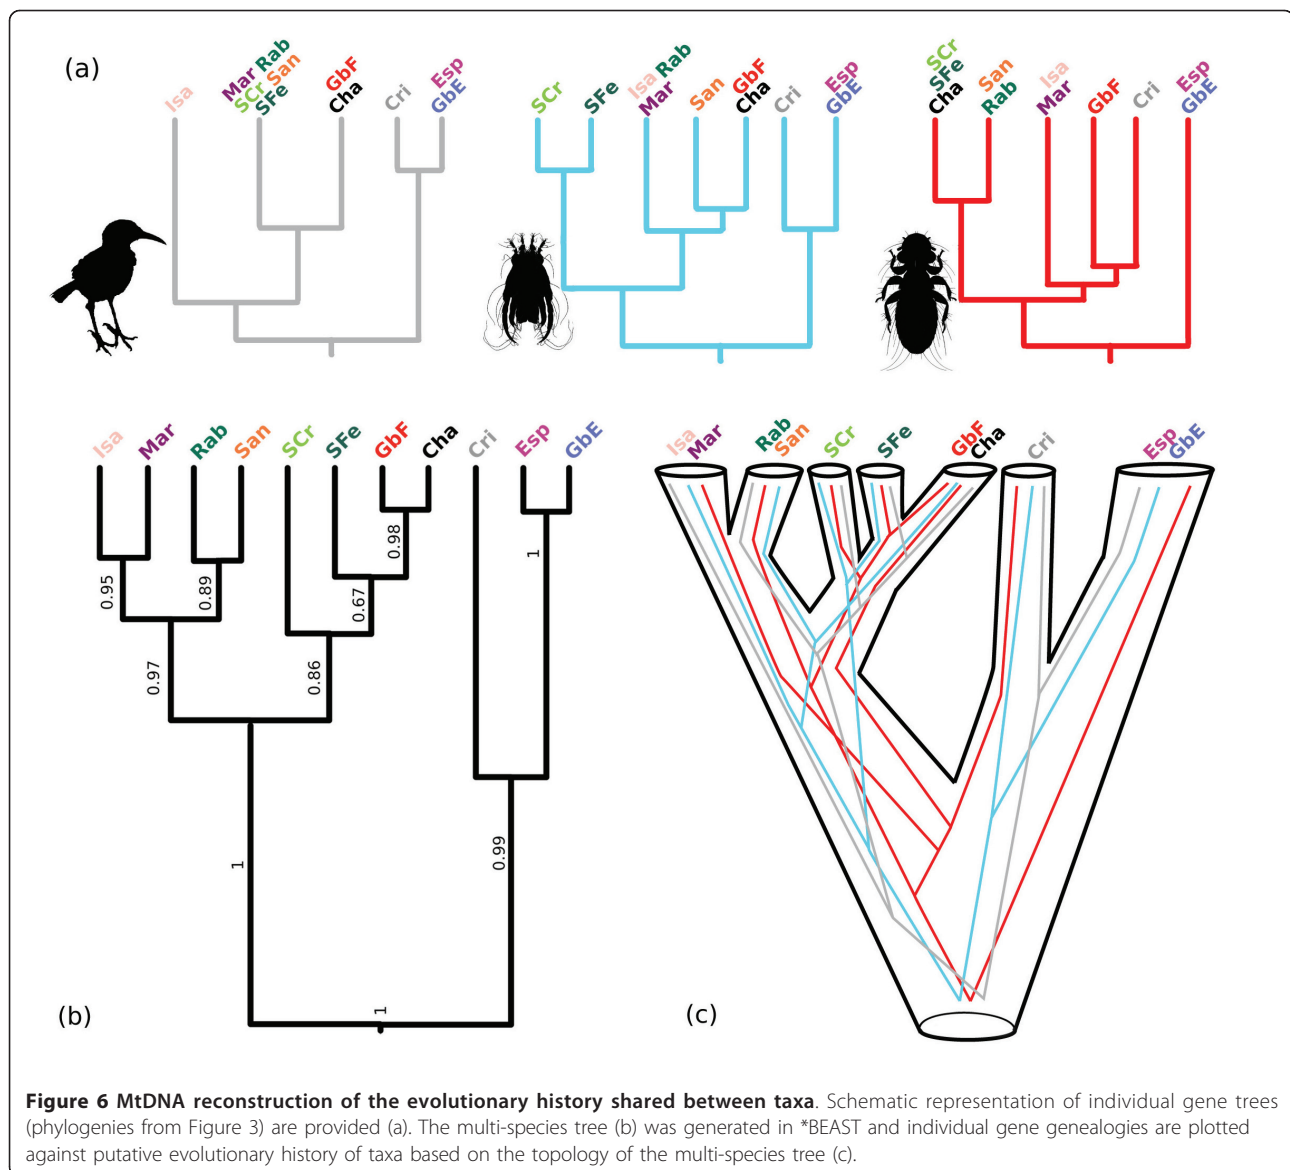 (a)
Isa
Mar Rab
SCr San
SFe
GbF
Cha
Cri
Esp
GbE
SCr
SFe
Isa Rab
Mar
San
GbF
Cha
Cri
Esp
GbE
SCr
SFe
Cha
San
Rab
Isa
Mar
GbF
Cri
Esp
GbE
Isa Mar Rab San SCr SFe GbF Cha Cri Esp GbE
0.98
1
0.95
0.89
0.67
0.97
0.86
1
0.99
1
(b)
Isa
Mar
Rab
San
SCr
SFe
GbF
Cha
Cri
Esp
GbE
(c)
Figure 6 MtDNA reconstruction of the evolutionary history shared between taxa. Schematic representation of individual gene trees
(phylogenies from Figure 3) are provided (a). The multi-species tree (b) was generated in *BEAST and individual gene genealogies are plotted
against putative evolutionary history of taxa based on the topology of the multi-species tree (c).